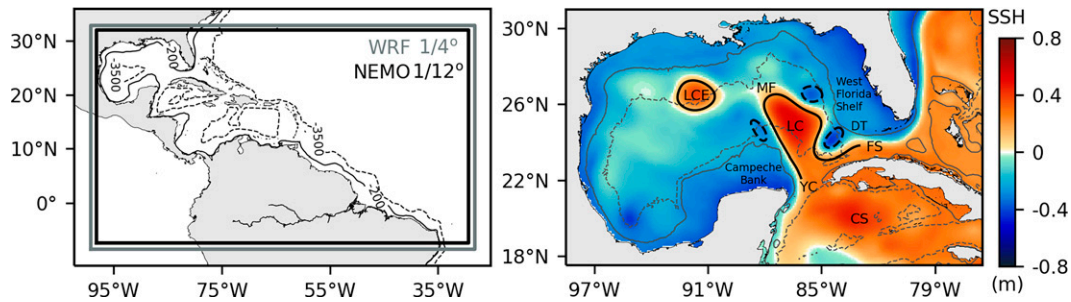 30°N
20°N
10°N
0°
95°W
75°W
55°W
35°W
WRF 1/4º
NEMO 1/12º
-3500
200
3500
200
30°N
26°N
22°N
18°N
97°W
91°W
85°W
79°W
LCE
MF
West
Florida
Shelf
LC
DT
FS
Campeche
Bank
YC
CS
SSH
0.8
0.4
0
-0.4
-0.8
(m)